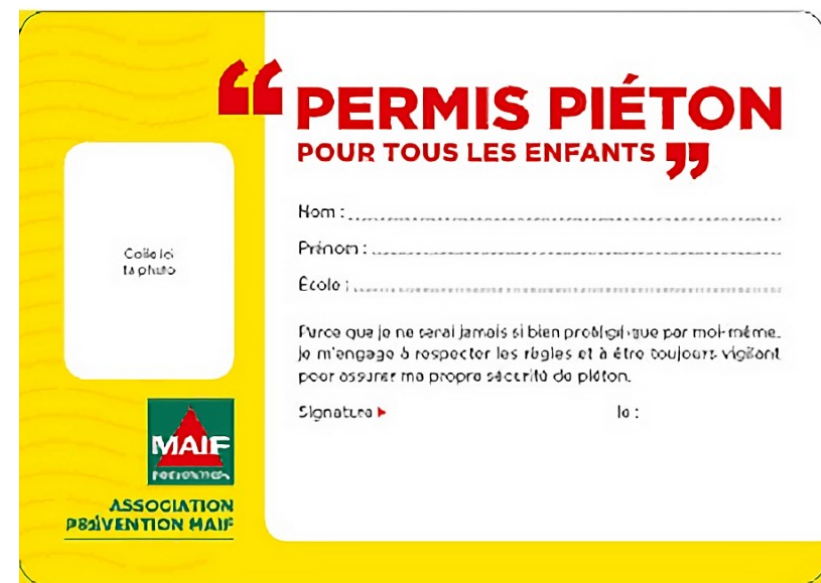 “ PERMIS PIÉTON
POUR TOUS LES ENFANTS ”
Colle ici
ta photo
Nom :
Prénom :
École :
Parce que je ne serai jamais si bien protégé que par moi-même,
je m'engage à respecter les règles et à être toujours vigilant
pour assurer ma propre sécurité de piéton.
Signature
le :
MAIF
PRÉVENTION
ASSOCIATION
PRÉVENTION MAIF